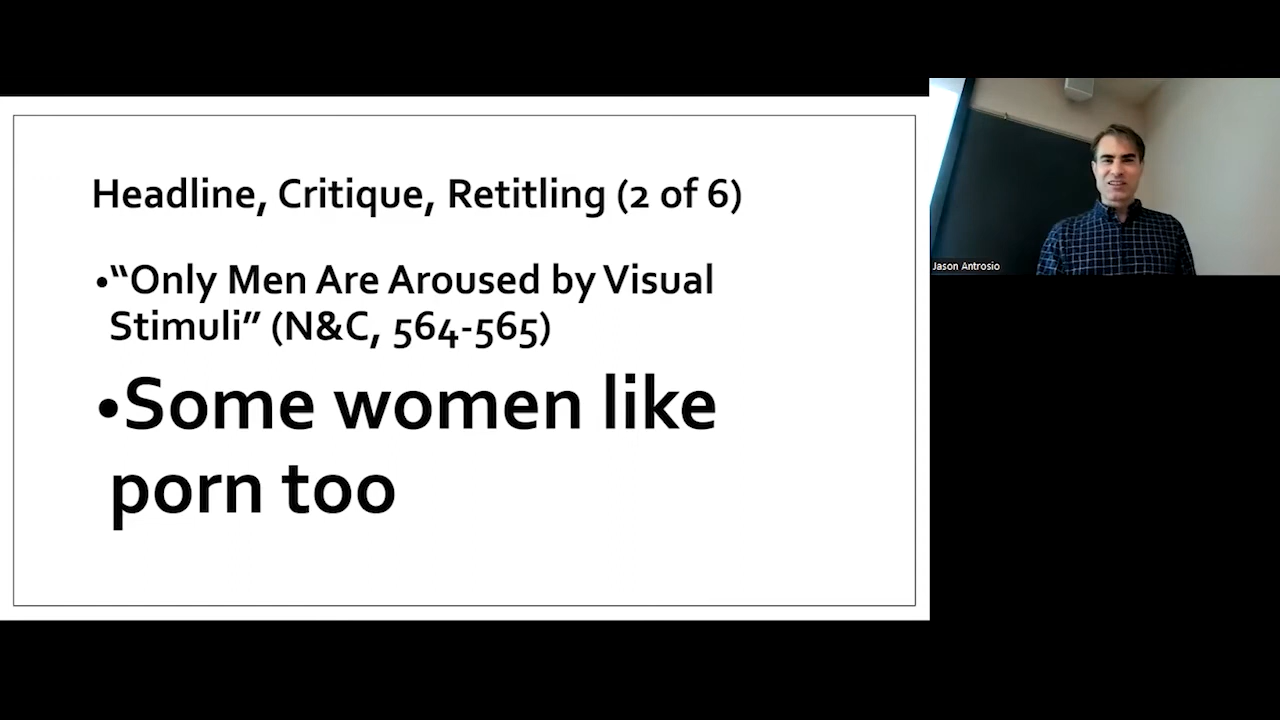 Headline, Critique, Retitling (2 of 6)
•“Only Men Are Aroused by Visual
Stimuli” (N&C, 564-565)
•Some women like
porn too
Jason Antrosio